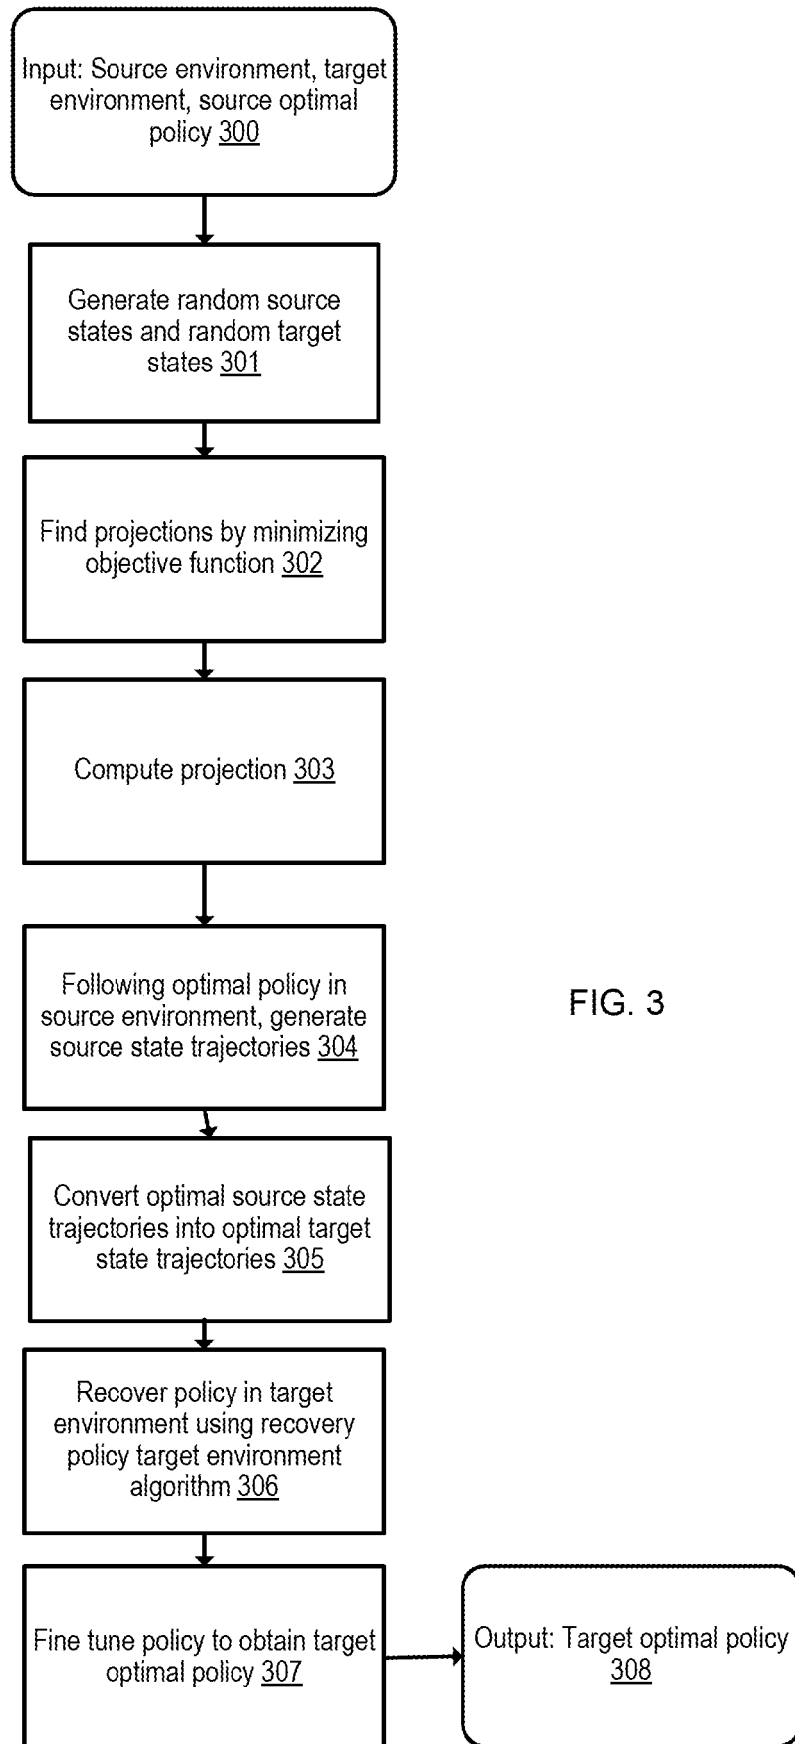 Input: Source environment, target
environment, source optimal
policy 300
Generate random source
states and random target
states 301
Find projections by minimizing
objective function 302
Compute projection 303
Following optimal policy in
source environment, generate
source state trajectories 304
FIG. 3
Convert optimal source state
trajectories into optimal target
state trajectories 305
Recover policy in target
environment using recovery
policy target environment
algorithm 306
Fine tune policy to obtain target
optimal policy 307
Output: Target optimal policy
308